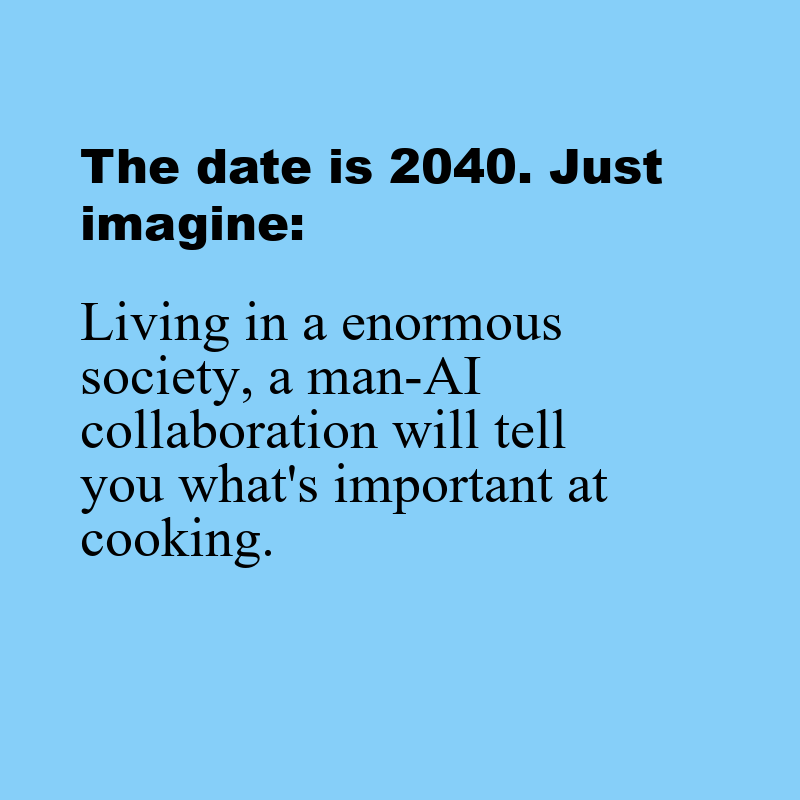 The date is 2040. Just
imagine:
Living in a enormous
society, a man-AI
collaboration will tell
you what's important at
cooking.